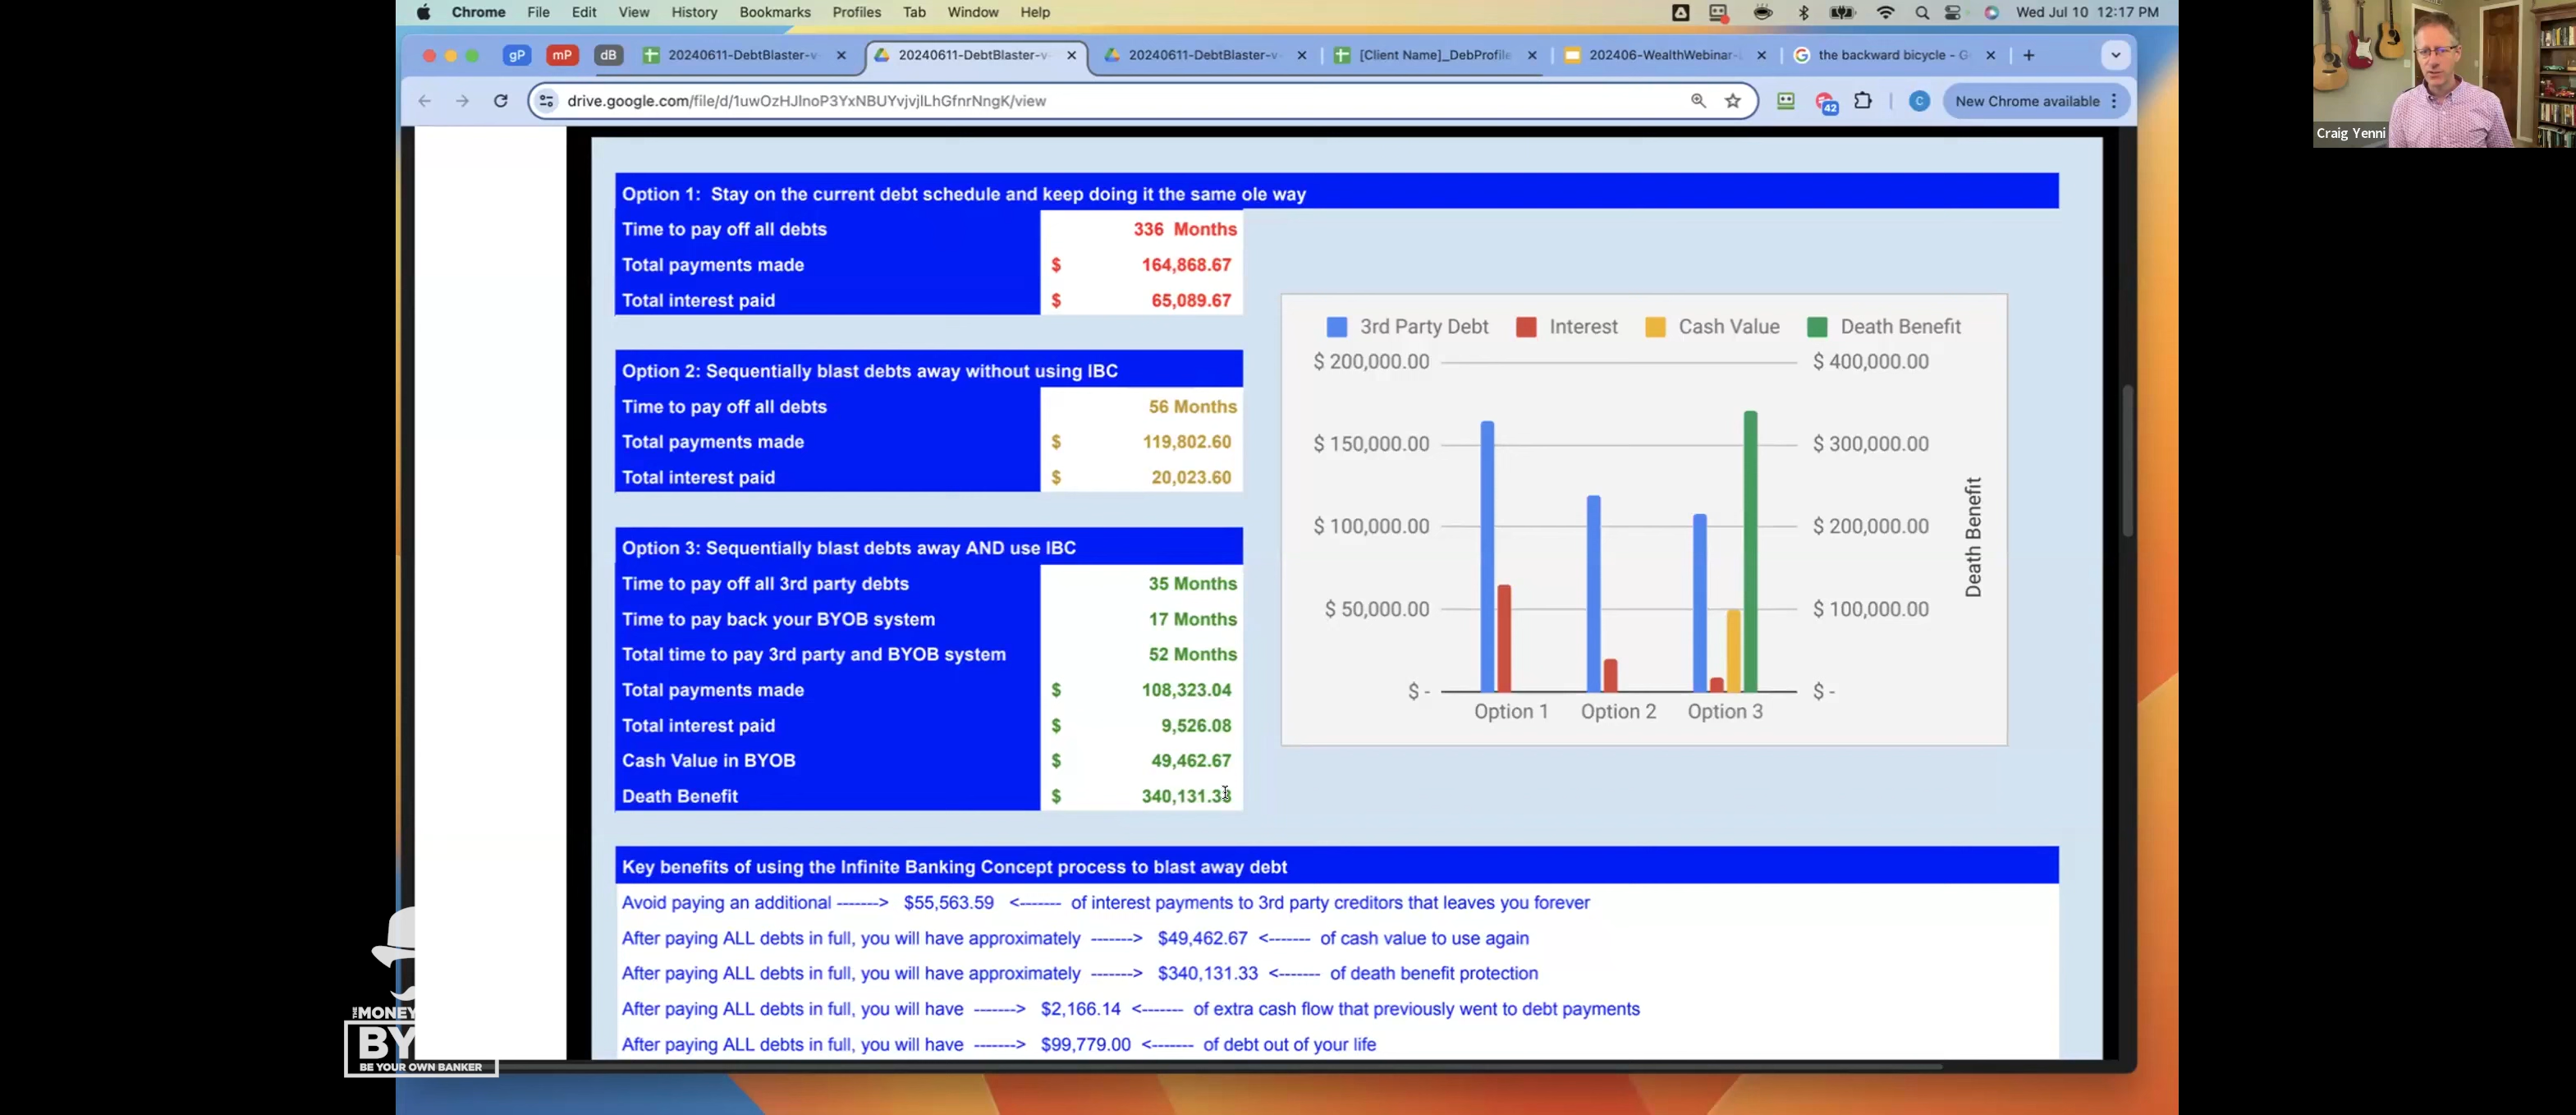 Chrome File Edit View History Bookmarks Profiles Tab Window Help Wed Jul 10 12:17 PM
gP mP dB 20240611-DebtBlaster-v 20240611-DebtBlaster-v- 20240611-DebtBlaster-v- [Client Name]_DebProfile 202406-WealthWebinar- the backward bicycle - G
drive.google.com/file/d/1uwOzHJlnoP3YxNBUYvjvjlLhGfnrNngK/view 42 C New Chrome available
Craig Yenni
Option 1: Stay on the current debt schedule and keep doing it the same ole way
Time to pay off all debts 336 Months
Total payments made $ 164,868.67
Total interest paid $ 65,089.67
Option 2: Sequentially blast debts away without using IBC
Time to pay off all debts 56 Months
Total payments made $ 119,802.60
Total interest paid $ 20,023.60
Option 3: Sequentially blast debts away AND use IBC
Time to pay off all 3rd party debts 35 Months
Time to pay back your BYOB system 17 Months
Total time to pay 3rd party and BYOB system 52 Months
Total payments made $ 108,323.04
Total interest paid $ 9,526.08
Cash Value in BYOB $ 49,462.67
Death Benefit $ 340,131.33
3rd Party Debt Interest Cash Value Death Benefit
$ 200,000.00 $ 400,000.00
$ 150,000.00 $ 300,000.00
$ 100,000.00 $ 200,000.00
$ 50,000.00 $ 100,000.00
$ - $ -
Death Benefit
Option 1 Option 2 Option 3
Key benefits of using the Infinite Banking Concept process to blast away debt
Avoid paying an additional -------> $55,563.59 <------- of interest payments to 3rd party creditors that leaves you forever
After paying ALL debts in full, you will have approximately -------> $49,462.67 <------- of cash value to use again
After paying ALL debts in full, you will have approximately -------> $340,131.33 <------- of death benefit protection
After paying ALL debts in full, you will have -------> $2,166.14 <------- of extra cash flow that previously went to debt payments
After paying ALL debts in full, you will have -------> $99,779.00 <------- of debt out of your life
THE MONEY
BY
BE YOUR OWN BANKER